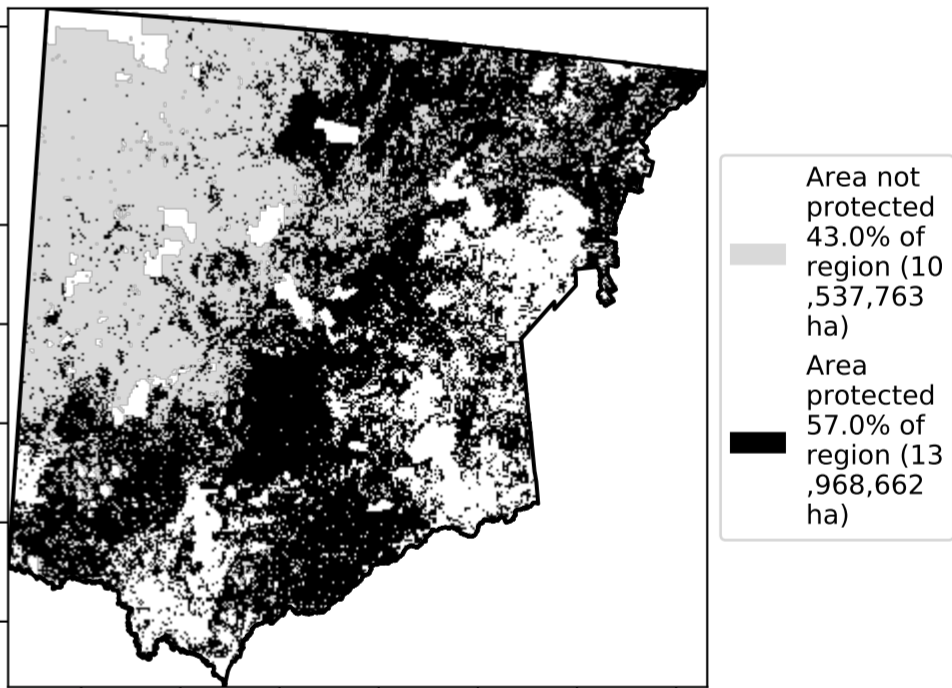 Area not
protected
43.0% of
region (10
,537,763
ha)
Area
protected
57.0% of
region (13
,968,662
ha)